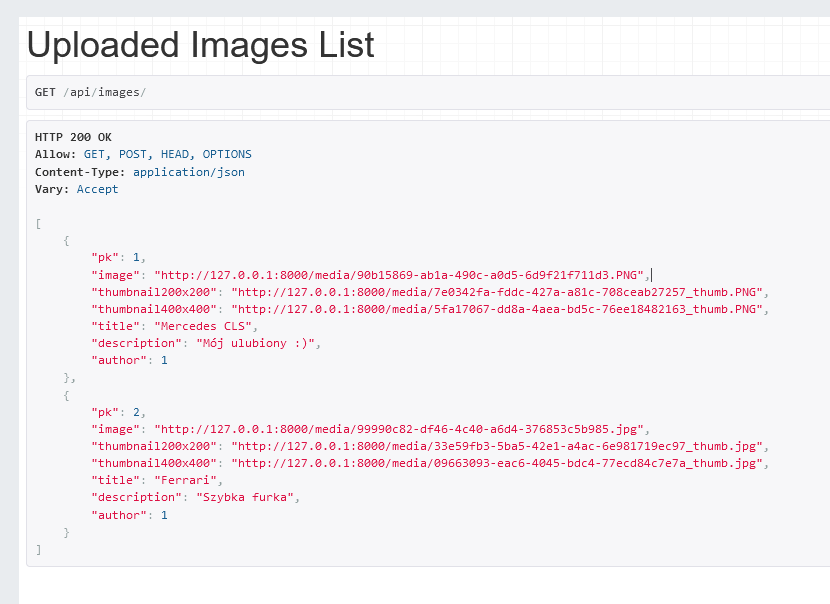 Uploaded Images List
GET /api/images/
HTTP 200 OK
Allow: GET, POST, HEAD, OPTIONS
Content-Type: application/json
Vary: Accept
[
    {
        "pk": 1,
        "image": "http://127.0.0.1:8000/media/90b15869-ab1a-490c-a0d5-6d9f21f711d3.PNG",
        "thumbnail200x200": "http://127.0.0.1:8000/media/7e0342fa-fddc-427a-a81c-708ceab27257_thumb.PNG",
        "thumbnail400x400": "http://127.0.0.1:8000/media/5fa17067-dd8a-4aea-bd5c-76ee18482163_thumb.PNG",
        "title": "Mercedes CLS",
        "description": "Mój ulubiony :)",
        "author": 1
    },
    {
        "pk": 2,
        "image": "http://127.0.0.1:8000/media/99990c82-df46-4c40-a6d4-376853c5b985.jpg",
        "thumbnail200x200": "http://127.0.0.1:8000/media/33e59fb3-5ba5-42e1-a4ac-6e981719ec97_thumb.jpg",
        "thumbnail400x400": "http://127.0.0.1:8000/media/09663093-eac6-4045-bdc4-77ecd84c7e7a_thumb.jpg",
        "title": "Ferrari",
        "description": "Szybka furka",
        "author": 1
    }
]